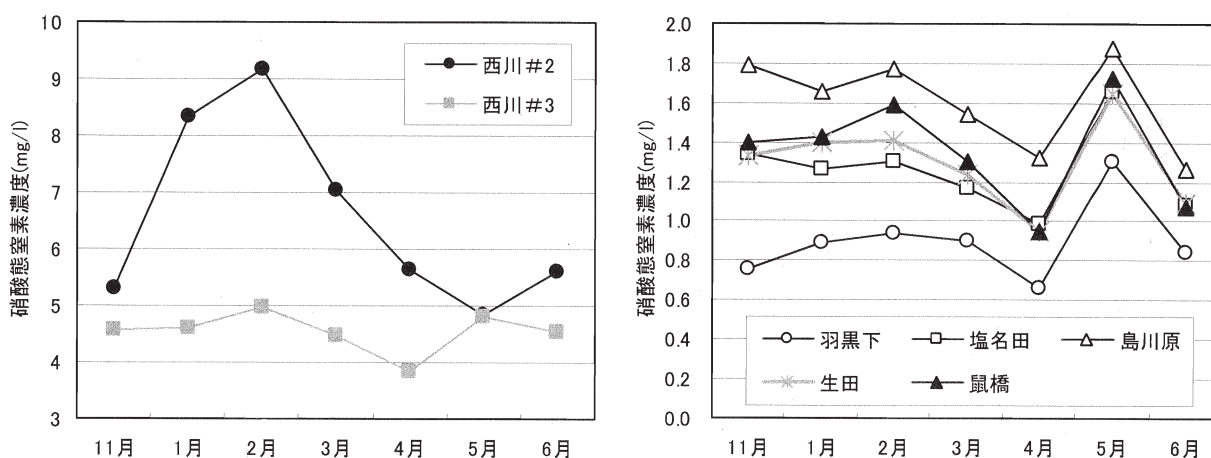 硝酸態窒素濃度(mg/l)
10
9
8
7
6
5
4
3
西川#2
西川#3
11月 1月 2月 3月 4月 5月 6月
硝酸態窒素濃度(mg/l)
2.0
1.8
1.6
1.4
1.2
1.0
0.8
0.6
0.4
0.2
0.0
羽黒下 塩名田 島川原
生田 鼠橋
11月 1月 2月 3月 4月 5月 6月